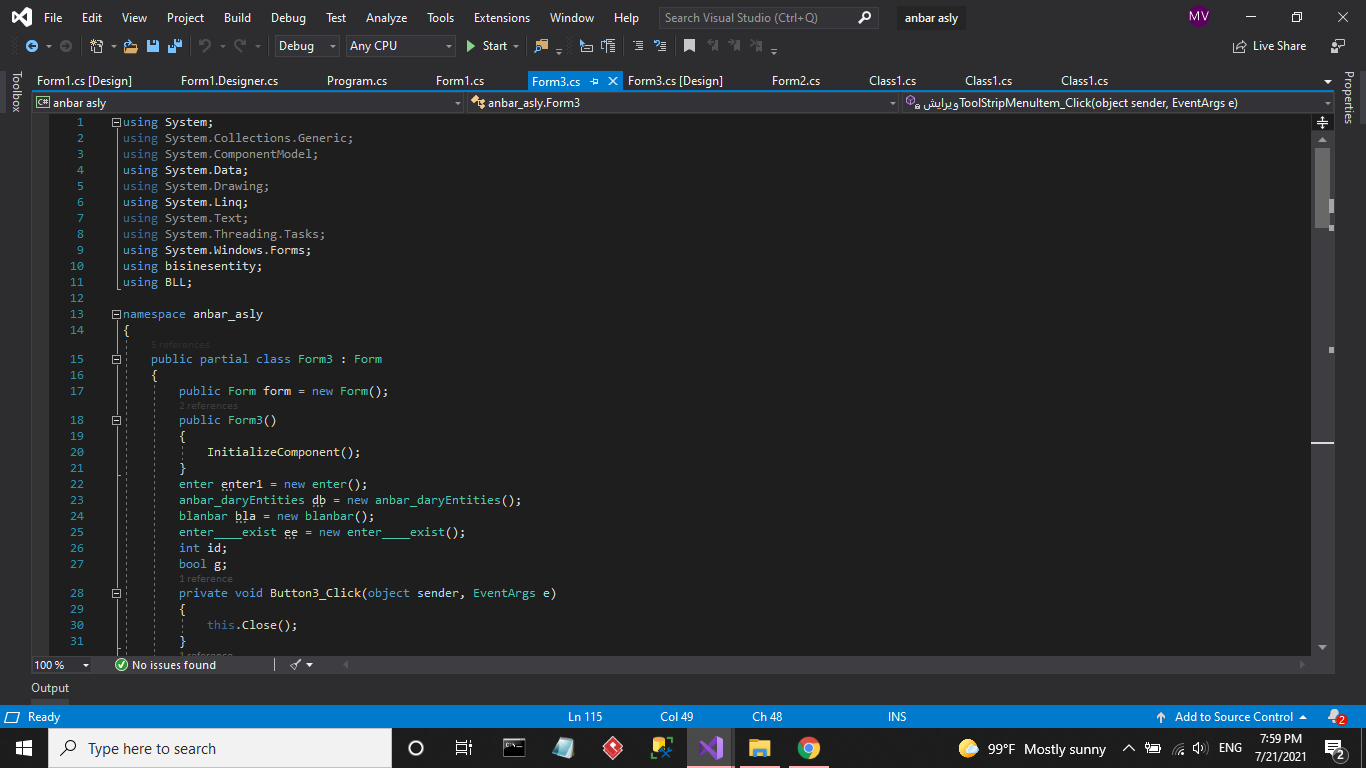 File Edit View Project Build Debug Test Analyze Tools Extensions Window Help Search Visual Studio (Ctrl+Q) anbar asly MV
Debug Any CPU Start Live Share
Form1.cs [Design] Form1.Designer.cs Program.cs Form1.cs Form3.cs Form3.cs [Design] Form2.cs Class1.cs Class1.cs Class1.cs
Toolbox
Properties
C# anbar asly anbar_asly.Form3 ویرایشToolStripMenuItem_Click(object sender, EventArgs e)
1 using System;
2 using System.Collections.Generic;
3 using System.ComponentModel;
4 using System.Data;
5 using System.Drawing;
6 using System.Linq;
7 using System.Text;
8 using System.Threading.Tasks;
9 using System.Windows.Forms;
10 using bisinesentity;
11 using BLL;
12
13 namespace anbar_asly
14 {
5 references
15 public partial class Form3 : Form
16 {
17 public Form form = new Form();
2 references
18 public Form3()
19 {
20 InitializeComponent();
21 }
22 enter enter1 = new enter();
23 anbar_daryEntities db = new anbar_daryEntities();
24 blanbar bla = new blanbar();
25 enter____exist ee = new enter____exist();
26 int id;
27 bool g;
1 reference
28 private void Button3_Click(object sender, EventArgs e)
29 {
30 this.Close();
31 }
1 reference
100 % No issues found
Output
Ready Ln 115 Col 49 Ch 48 INS Add to Source Control 2
Type here to search 99°F Mostly sunny ENG 7:59 PM
7/21/2021 2